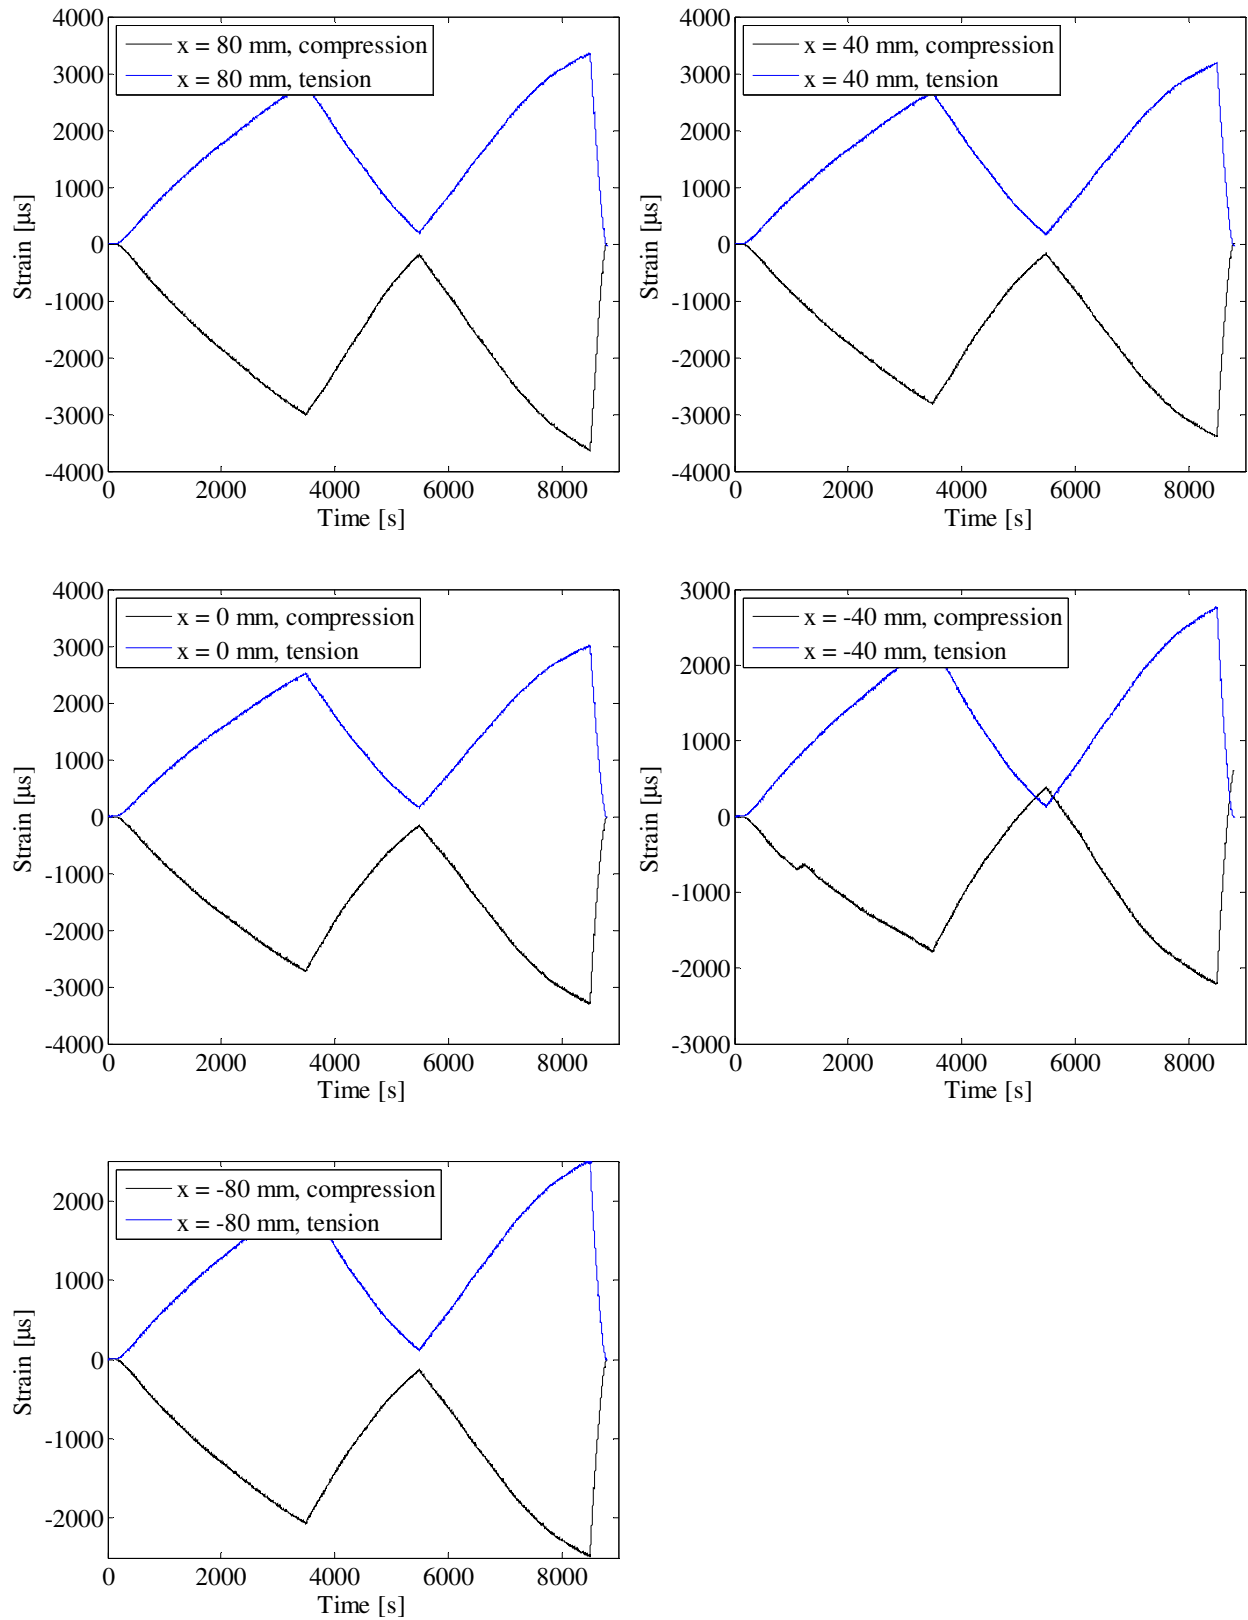 4000
3000
2000
1000
0
-1000
-2000
-3000
-4000
Strain [μs]
x = 80 mm, compression
x = 80 mm, tension
0 2000 4000 6000 8000
Time [s]
4000
3000
2000
1000
0
-1000
-2000
-3000
-4000
Strain [μs]
x = 40 mm, compression
x = 40 mm, tension
0 2000 4000 6000 8000
Time [s]
4000
3000
2000
1000
0
-1000
-2000
-3000
-4000
Strain [μs]
x = 0 mm, compression
x = 0 mm, tension
0 2000 4000 6000 8000
Time [s]
3000
2000
1000
0
-1000
-2000
-3000
Strain [μs]
x = -40 mm, compression
x = -40 mm, tension
0 2000 4000 6000 8000
Time [s]
2000
1000
0
-1000
-2000
Strain [μs]
x = -80 mm, compression
x = -80 mm, tension
0 2000 4000 6000 8000
Time [s]